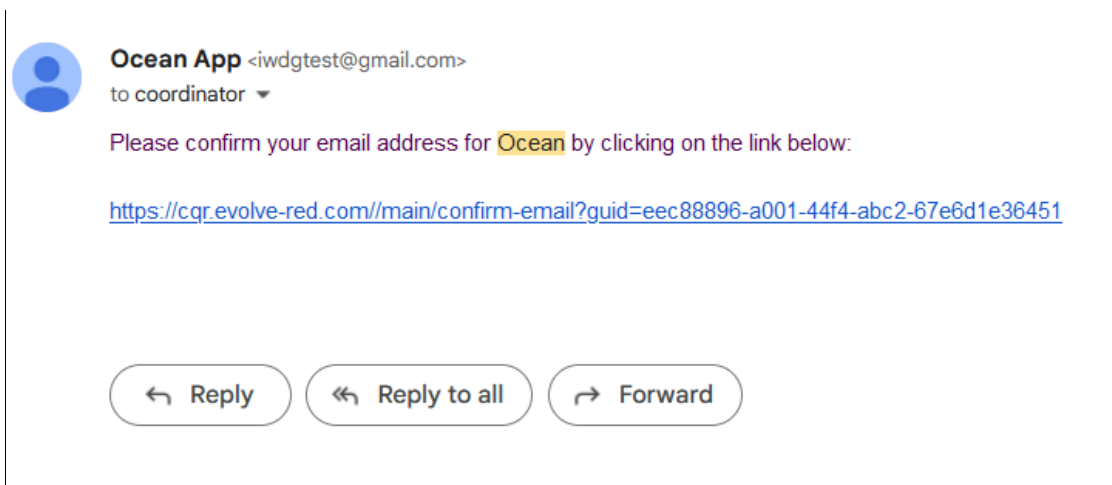 Ocean App <iwdgtest@gmail.com>
to coordinator
Please confirm your email address for Ocean by clicking on the link below:
https://cqr.evolve-red.com//main/confirm-email?guid=eec88896-a001-44f4-abc2-67e6d1e36451
Reply
Reply to all
Forward